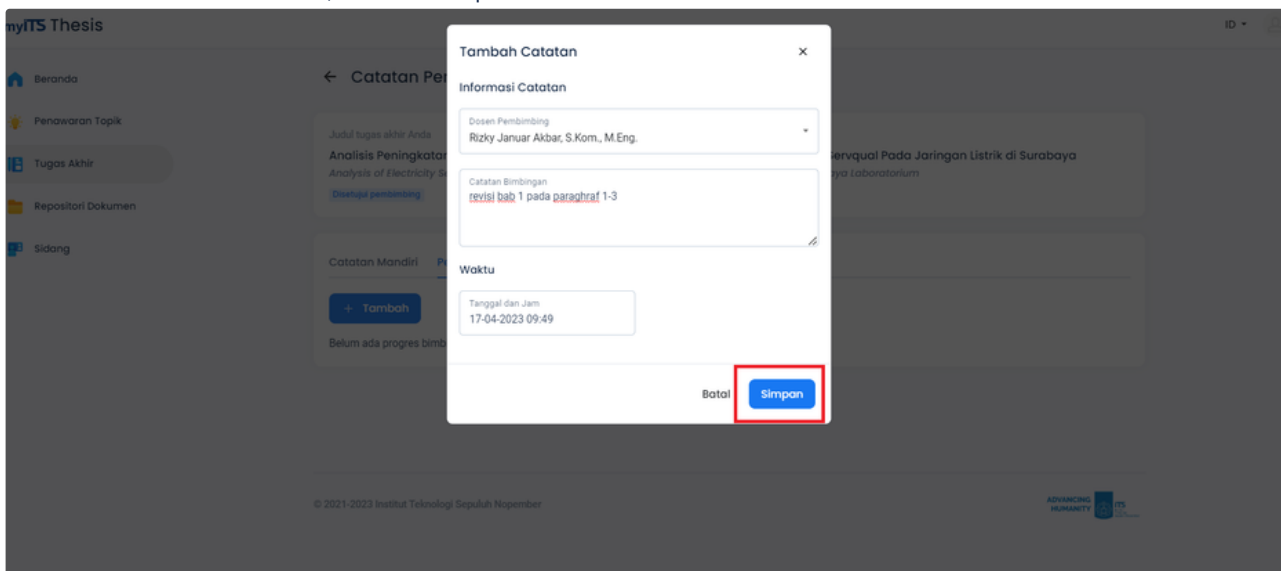 myITS Thesis
ID
Tambah Catatan
Informasi Catatan
Dosen Pembimbing
Rizky Januar Akbar, S.Kom., M.Eng.
Catatan Bimbingan
revisi bab 1 pada paraghraf 1-3
Waktu
Tanggal dan Jam
17-04-2023 09:49
Batal
Simpan
Beranda
Penawaran Topik
Tugas Akhir
Repositori Dokumen
Sidang
Catatan Per
Judul tugas akhir Anda
Analisis Peningkatan
Servqual Pada Jaringan Listrik di Surabaya
Analysis of Electricity Se
Laboratorium
Disetujui pembimbing
Catatan Mandiri
+ Tambah
Belum ada progres bimb
© 2021-2023 Institut Teknologi Sepuluh Nopember
ADVANCING
HUMANITY
ITS